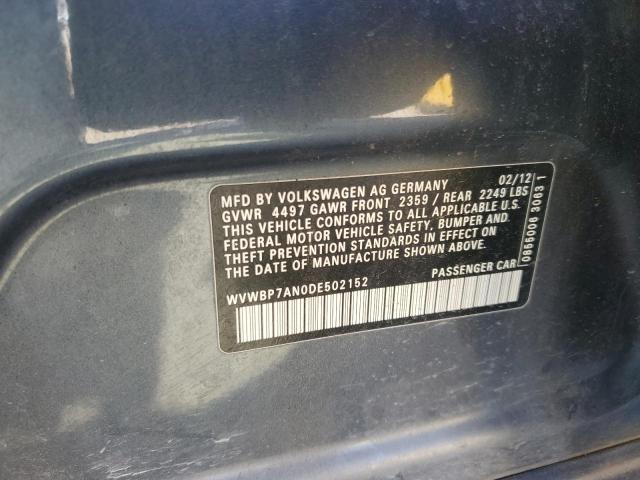 MFD BY VOLKSWAGEN AG GERMANY 02/12
GVWR 4497 GAWR FRONT 2359 / REAR 2249 LBS
THIS VEHICLE CONFORMS TO ALL APPLICABLE U.S.
FEDERAL MOTOR VEHICLE SAFETY, BUMPER, AND
THEFT PREVENTION STANDARDS IN EFFECT ON
THE DATE OF MANUFACTURE SHOWN ABOVE.
WVWBP7AN0DE502152 PASSENGER CAR
0856006 3063 1